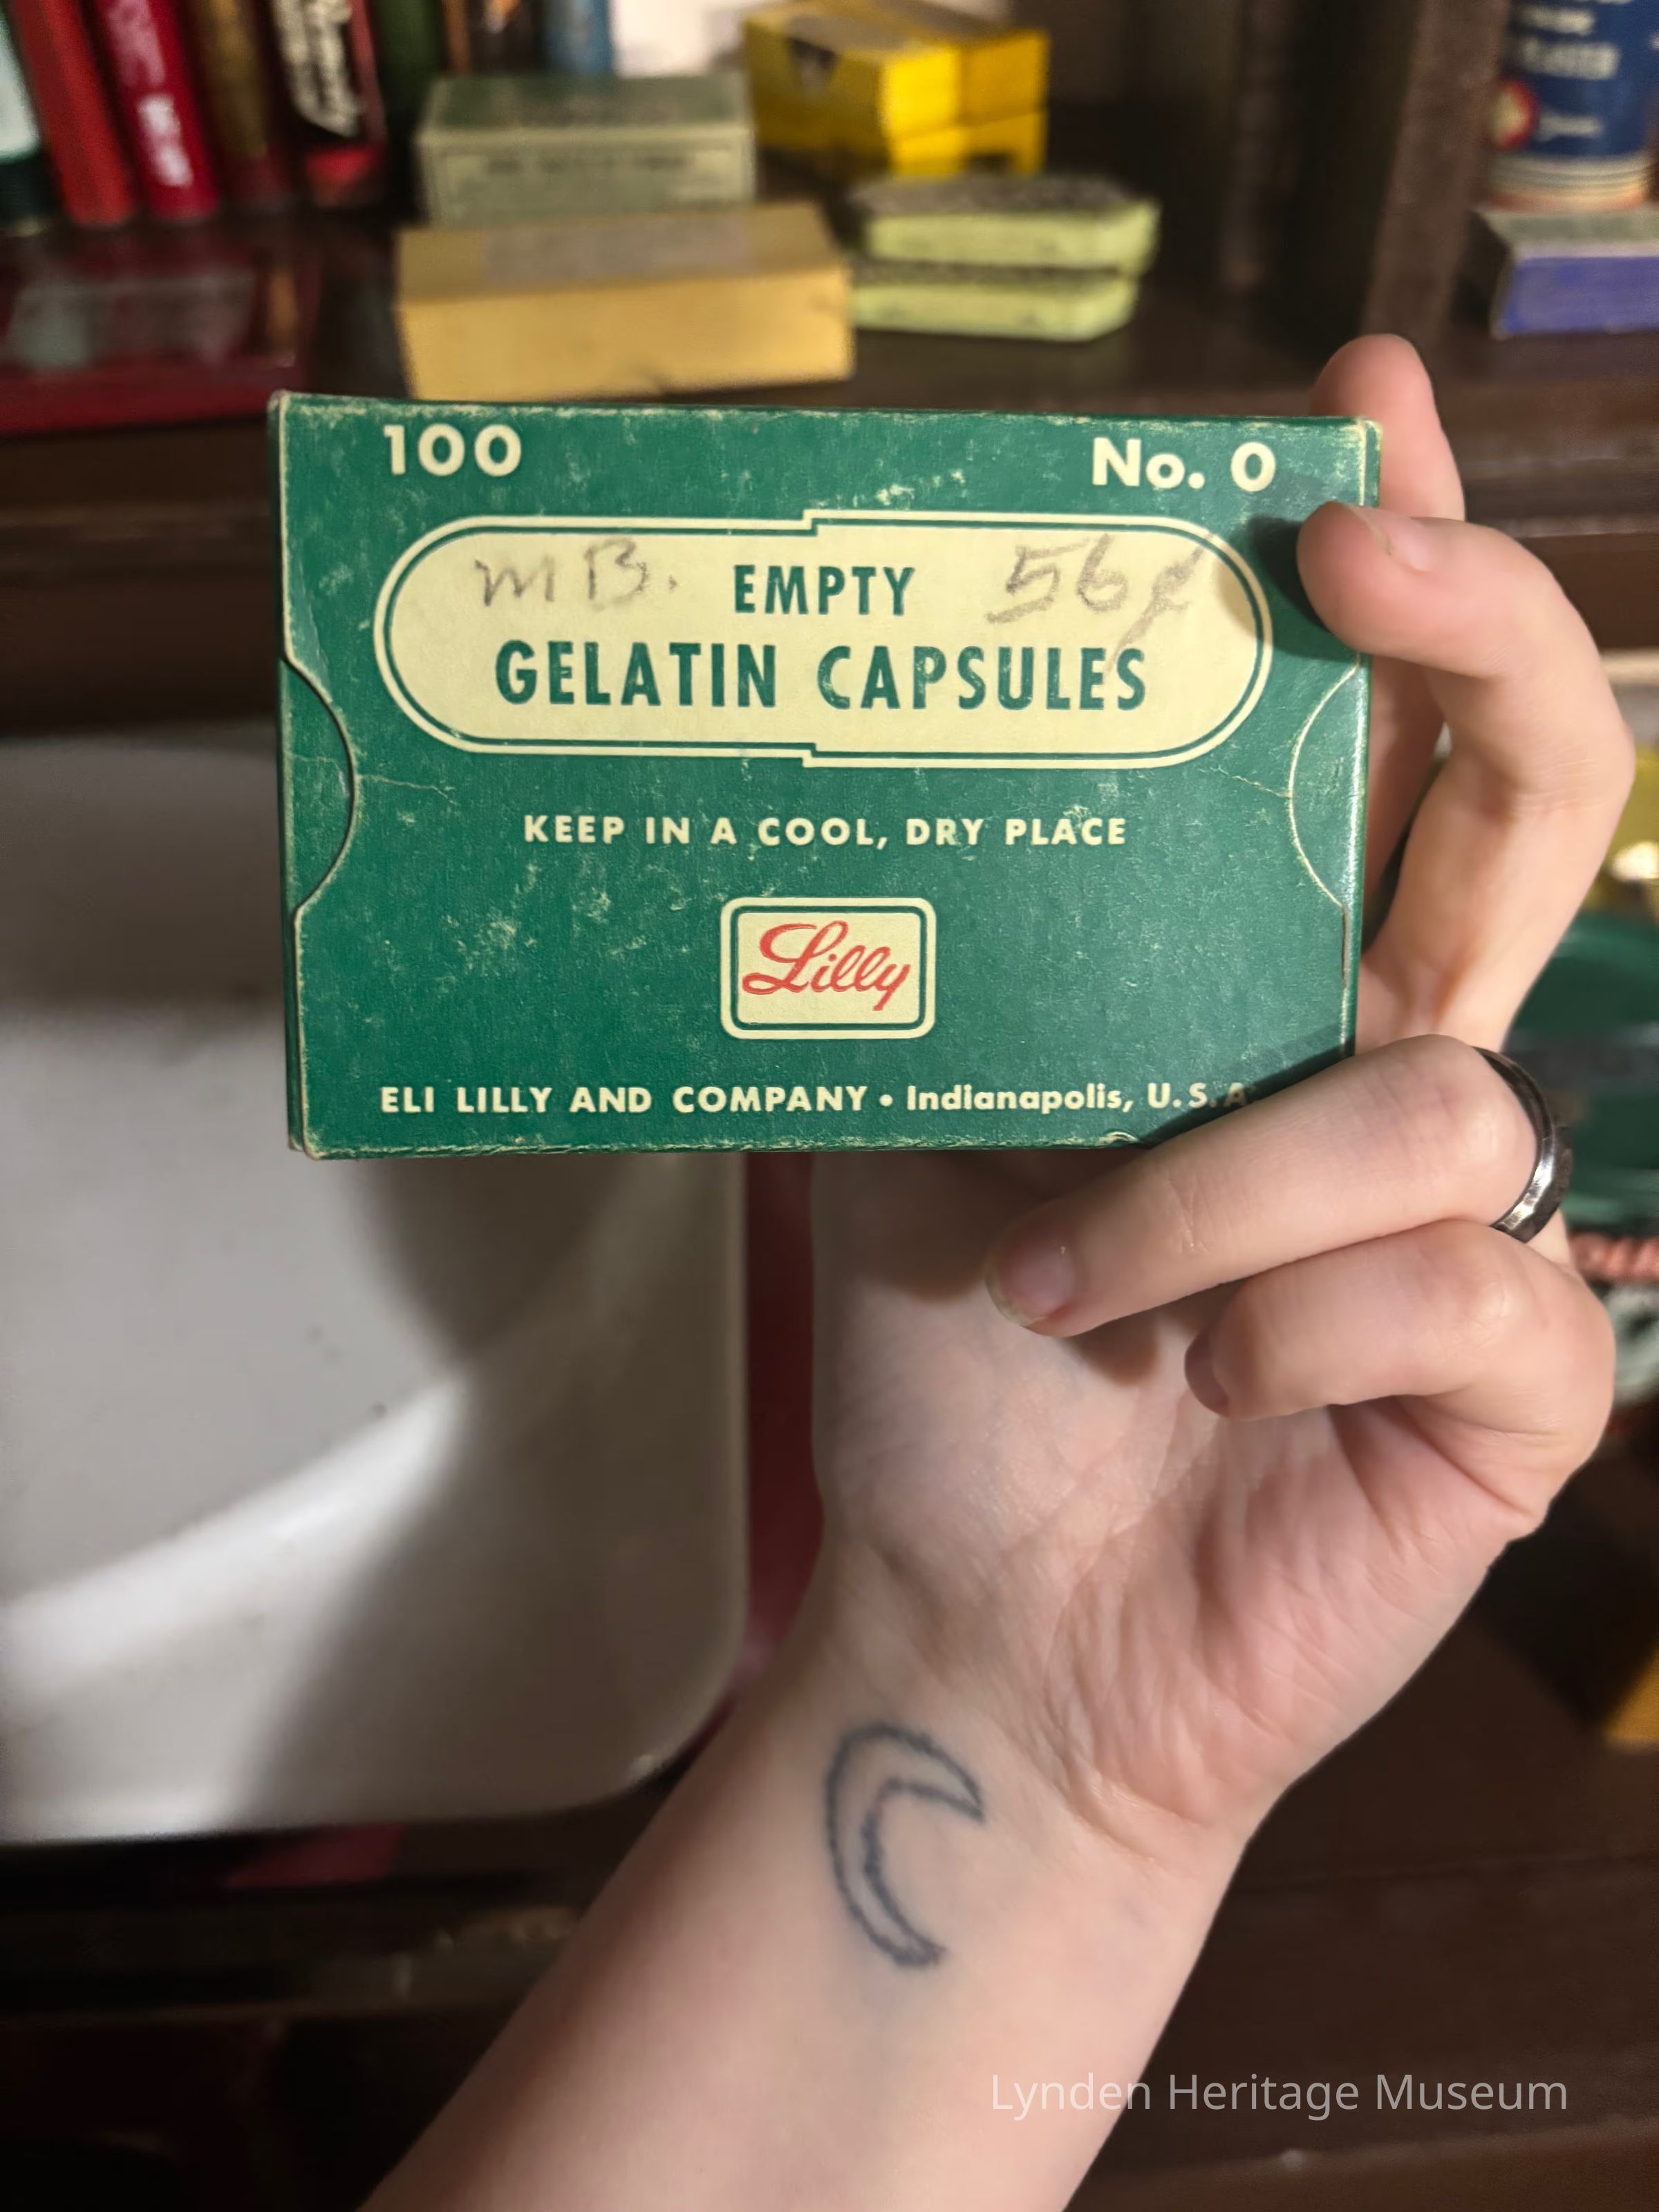 100 No. 0
m B. EMPTY 56¢
GELATIN CAPSULES
KEEP IN A COOL, DRY PLACE
Lilly
ELI LILLY AND COMPANY • Indianapolis, U.S.A
Lynden Heritage Museum